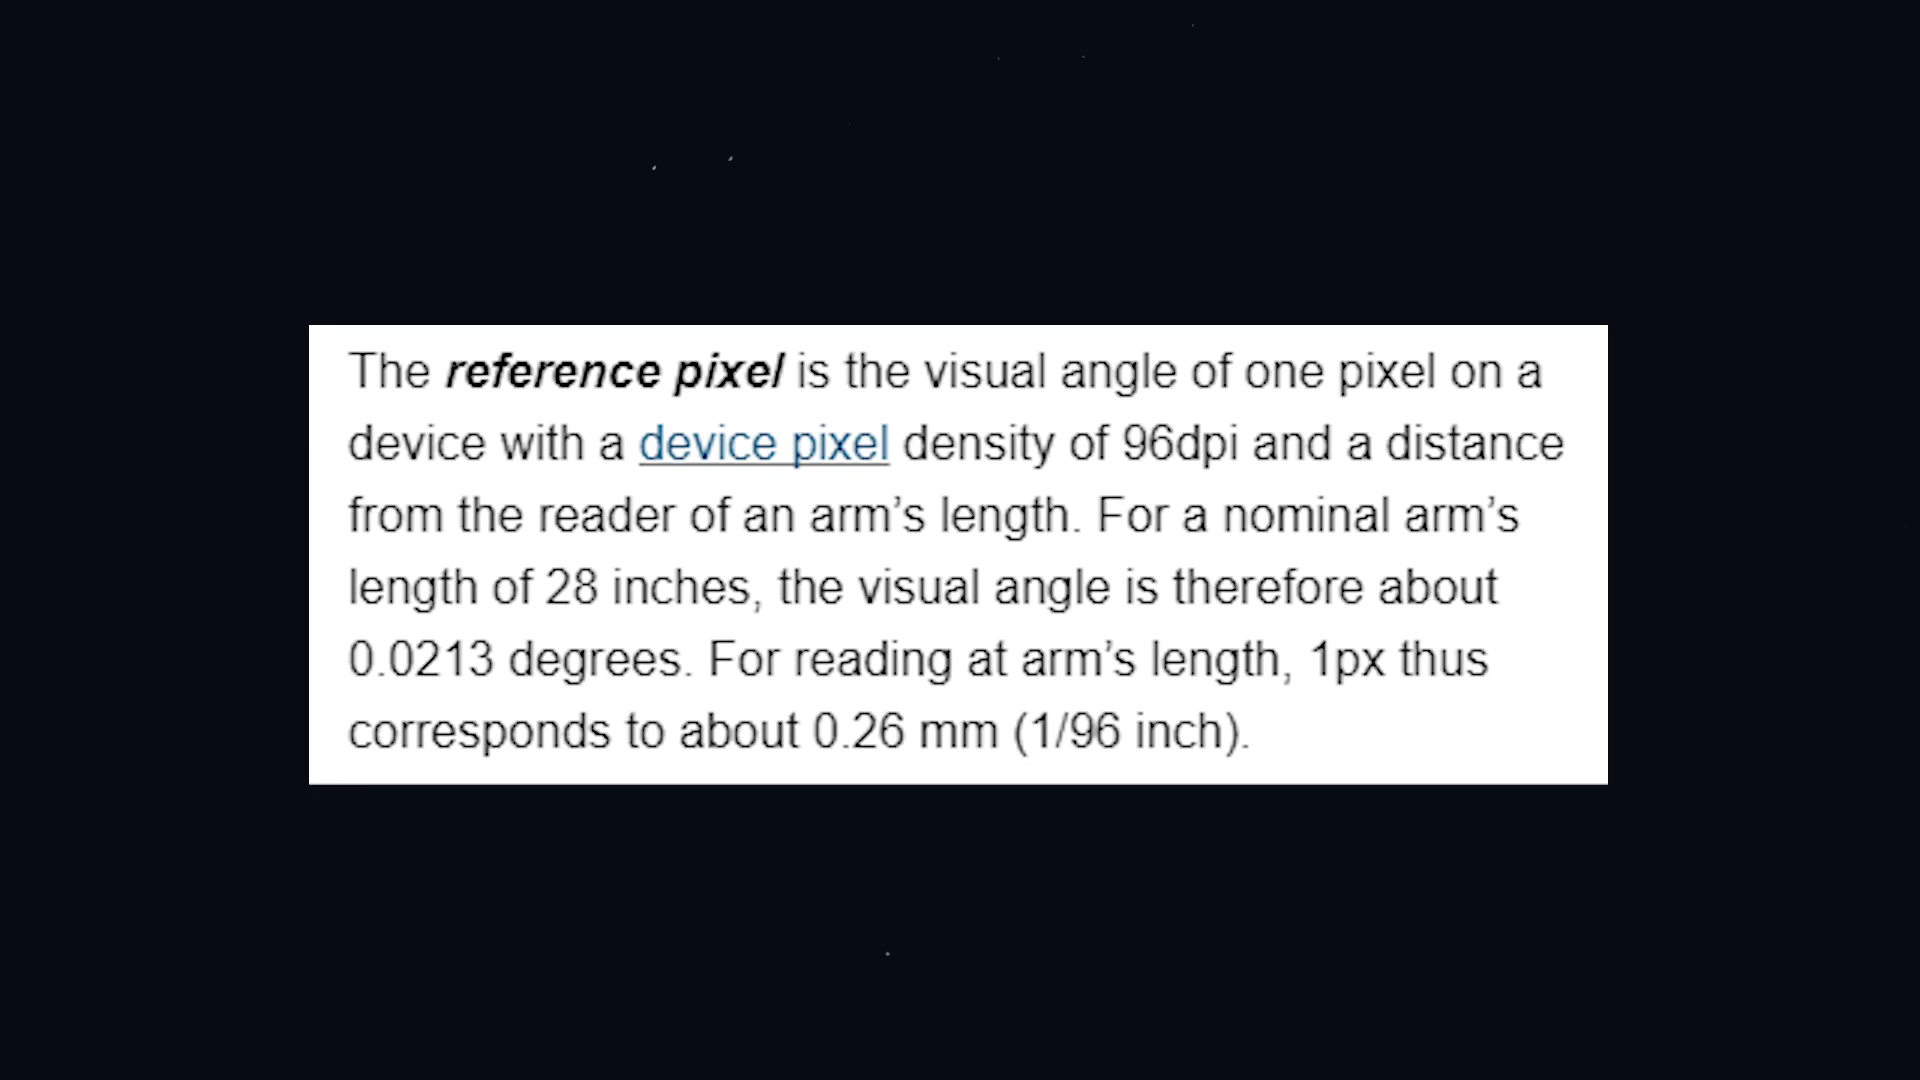 The reference pixel is the visual angle of one pixel on a
device with a device pixel density of 96dpi and a distance
from the reader of an arm’s length. For a nominal arm’s
length of 28 inches, the visual angle is therefore about
0.0213 degrees. For reading at arm’s length, 1px thus
corresponds to about 0.26 mm (1/96 inch).